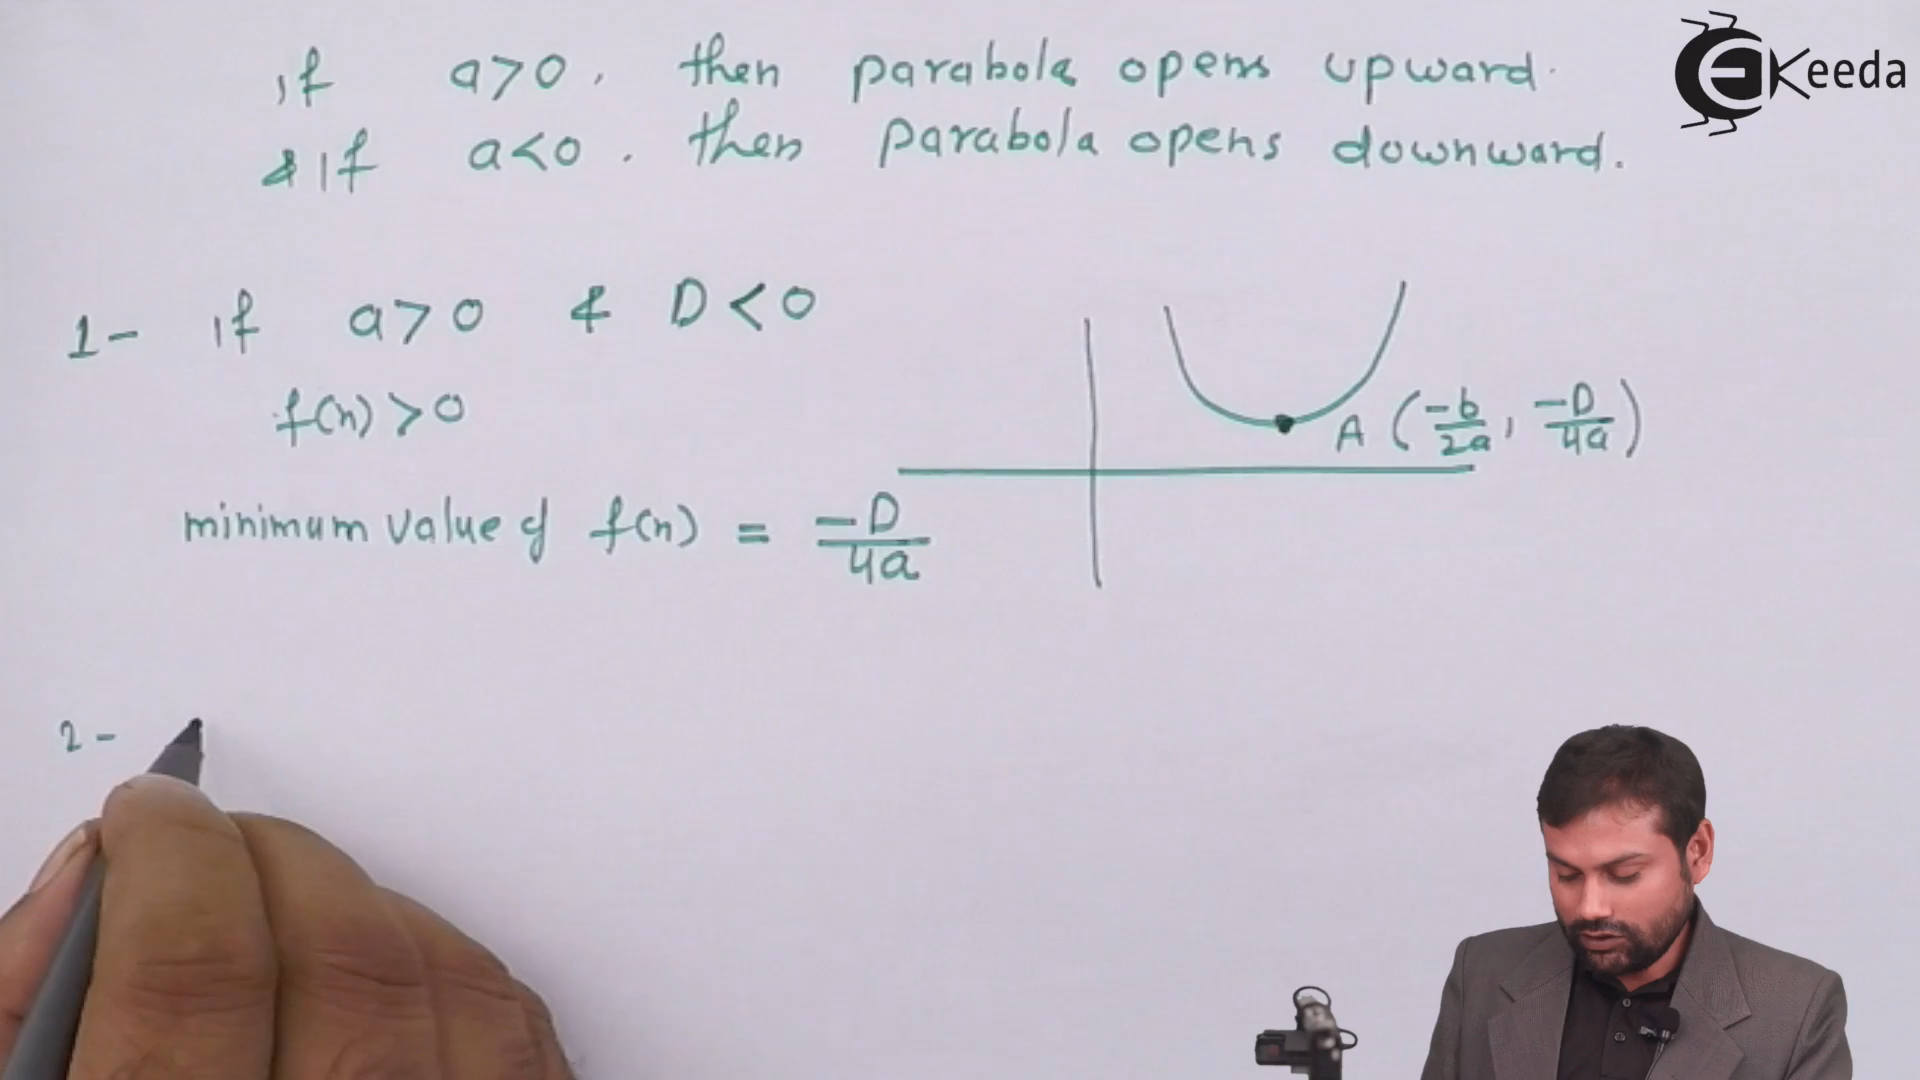 if a>0, then parabola opens upward.
& if a<0. then parabola opens downward.
Keeda
1- if a>0 & D<0
f(n)>0
A (-b/2a, -D/4a)
minimum value of f(n) = -D/4a
2-